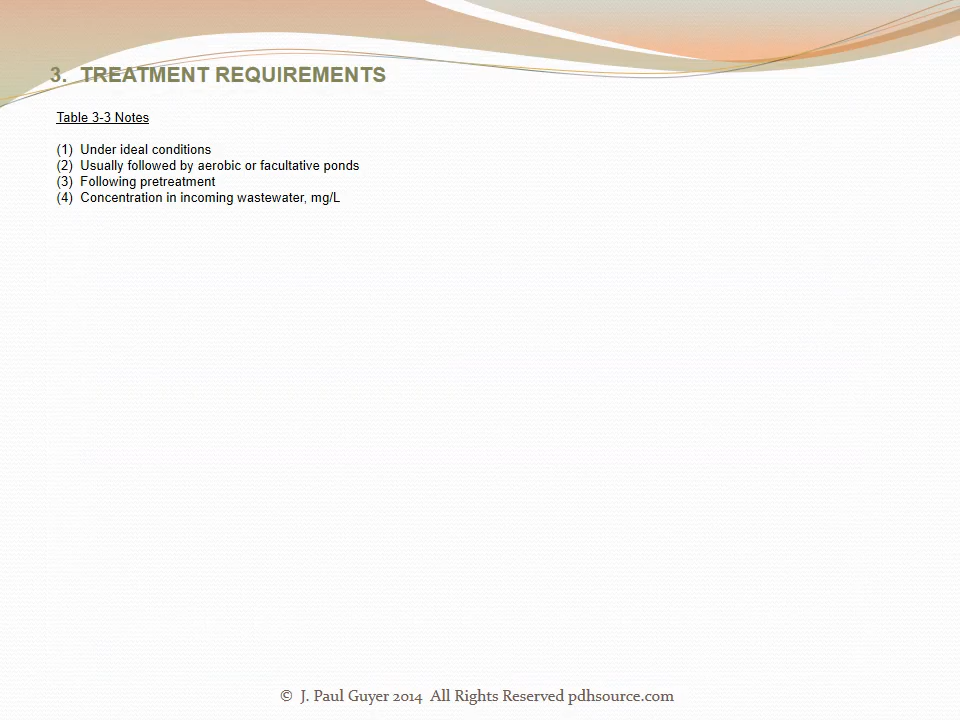 3. TREATMENT REQUIREMENTS
Table 3-3 Notes
(1) Under ideal conditions
(2) Usually followed by aerobic or facultative ponds
(3) Following pretreatment
(4) Concentration in incoming wastewater, mg/L
© J. Paul Guyer 2014 All Rights Reserved pdhsource.com